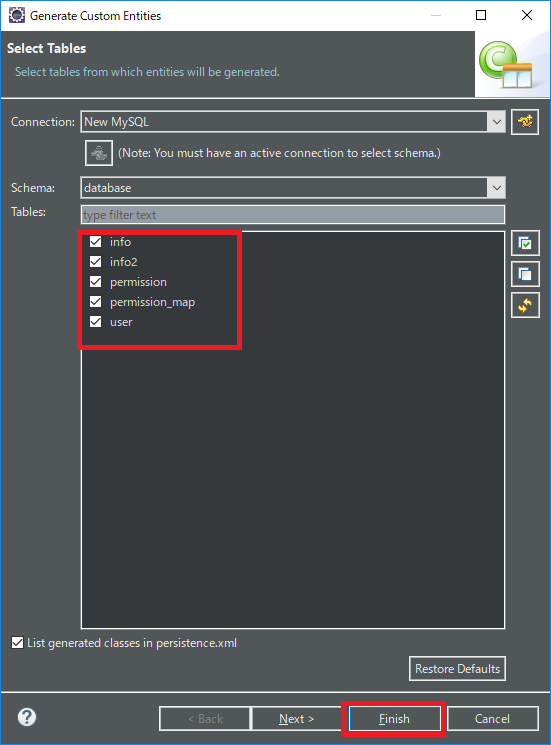 Generate Custom Entities
Select Tables
Select tables from which entities will be generated.
Connection: New MySQL
(Note: You must have an active connection to select schema.)
Schema: database
Tables: type filter text
info
info2
permission
permission_map
user
List generated classes in persistence.xml
Restore Defaults
? < Back Next > Finish Cancel